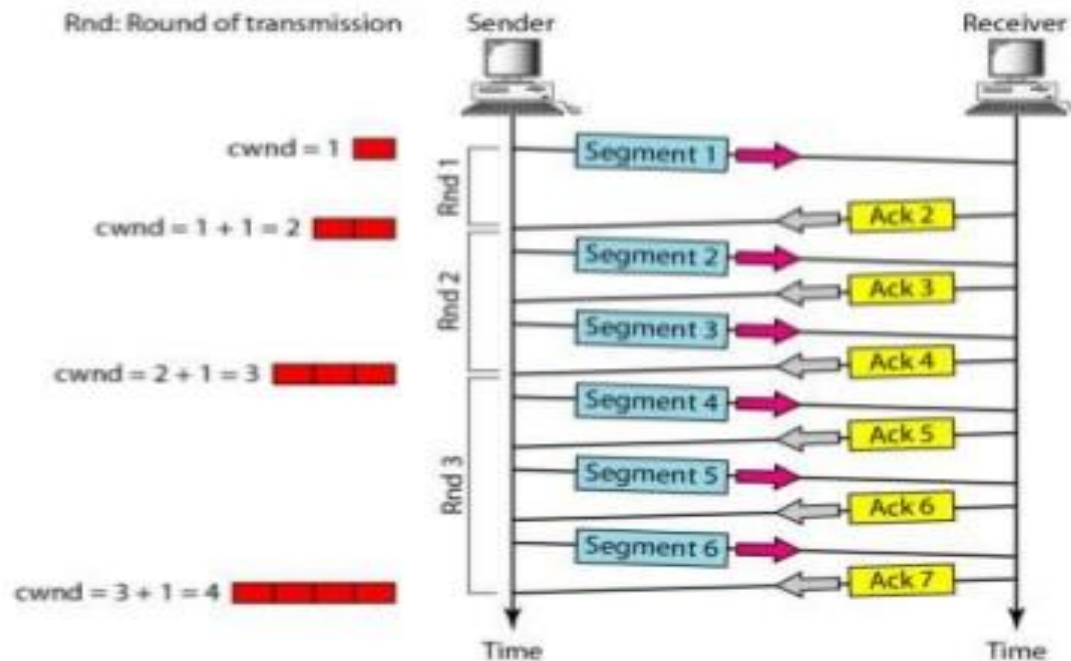 Rnd: Round of transmission
Sender
Receiver
cwnd = 1
Rnd 1
Segment 1
Ack 2
cwnd = 1 + 1 = 2
Rnd 2
Segment 2
Ack 3
Segment 3
Ack 4
cwnd = 2 + 1 = 3
Rnd 3
Segment 4
Ack 5
Segment 5
Ack 6
Segment 6
Ack 7
cwnd = 3 + 1 = 4
Time
Time